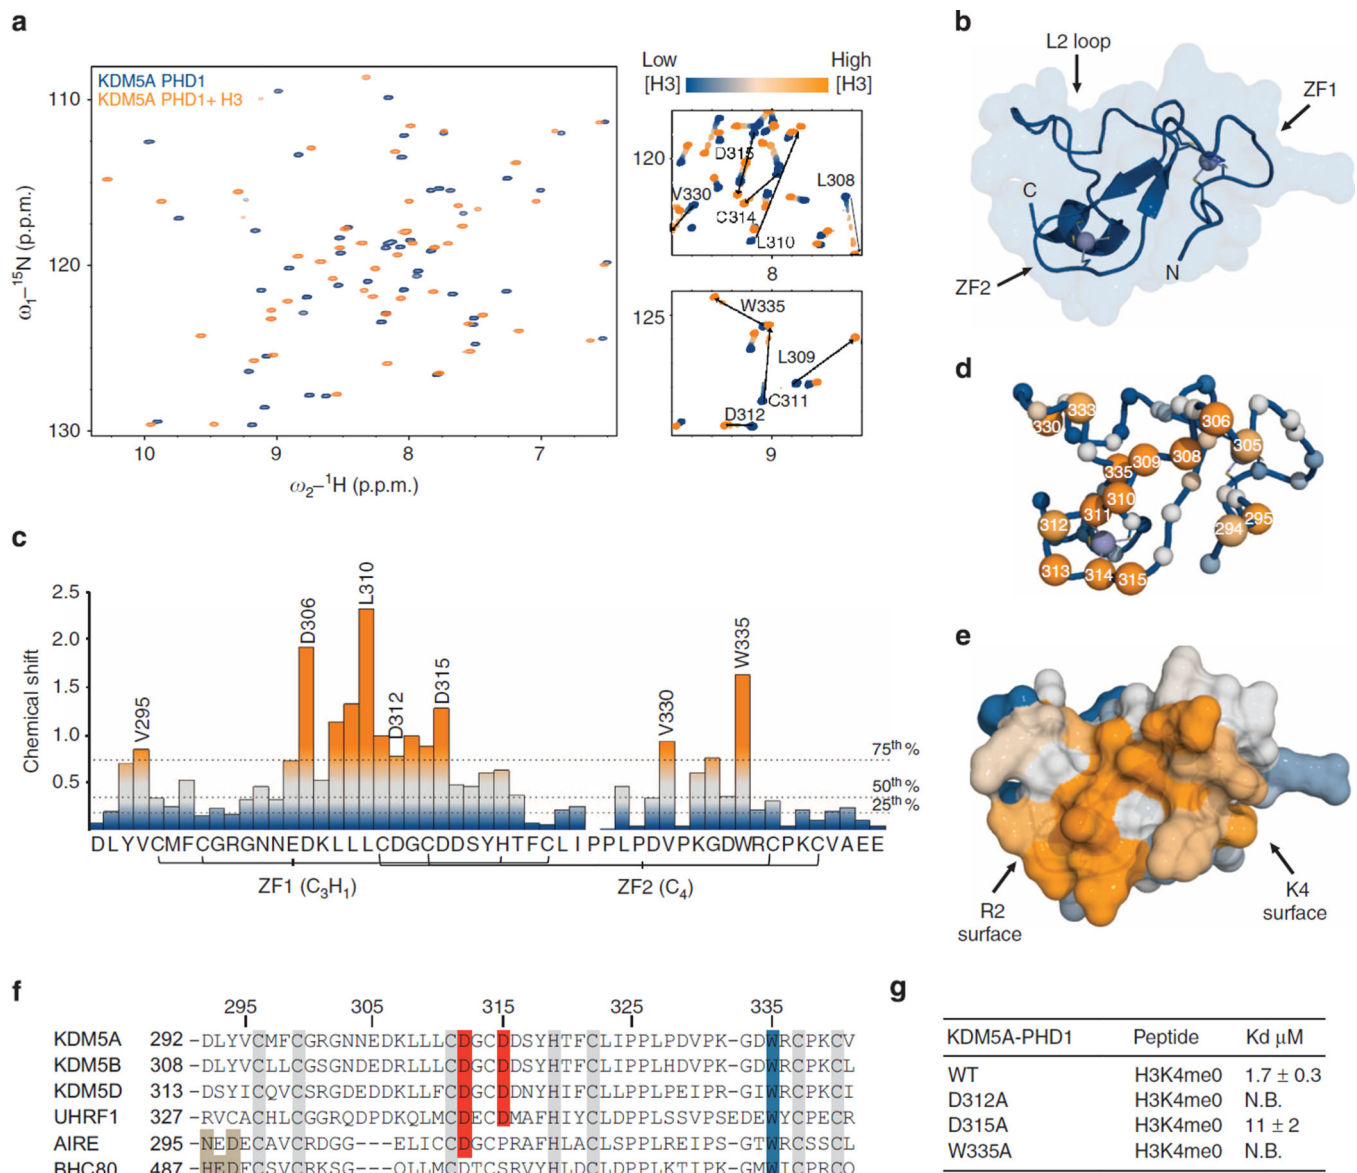 a
KDM5A PHD1
KDM5A PHD1+ H3
110
120
130
10
9
8
7
ω1–15N (p.p.m.)
ω2–1H (p.p.m.)
Low
[H3]
High
[H3]
120
D315
V330
C314
L308
L310
8
125
W335
L309
C311
D312
9
b
L2 loop
ZF1
C
N
ZF2
c
Chemical shift
2.5
2.0
1.5
1.0
0.5
V295
D306
L310
D312
D315
V330
W335
75th %
50th %
25th %
DLYVCMFCGRGNNEDKLLLCDGCDDSYHTFCLIPPLPDVPKGDWRCPKCVAEE
ZF1 (C3H1)
ZF2 (C4)
d
330
333
306
305
335
309
308
310
311
312
294
295
313
314
315
e
R2
surface
K4
surface
f
295
305
315
325
335
KDM5A 292 -DLYVCMFCGRGNNEDKLLLCDGCDDSYHTFCLIPPLPDVPK-GDWRCPKCV
KDM5B 308 -DLYVCLLCGSGNDEDRLLLCDGCDDSYHTFCLIPPLHDVPK-GDWRCPKCL
KDM5D 313 -DSYICQVCSRGDEDDKLLFCDGCDDNYHIFCLLPPLPEIPR-GIWRCPKCI
UHRF1 327 -RVCACHLCGGRQDPDKQLMCDECDMAFHIYCLDPPLSSVPSEDEWYCPECR
AIRE 295 -NEDECAVCRDGG---ELICCDGCPRAFHLACLSPPLREIPS-GTWRCSSCL
BHC80 487 -HEDFCSVCRKSG---QLLMCDTCSRVYHLDCLDPPLKTIPK-GMWICPRCQ
g
KDM5A-PHD1 Peptide Kd µM
WT H3K4me0 1.7 ± 0.3
D312A H3K4me0 N.B.
D315A H3K4me0 11 ± 2
W335A H3K4me0 N.B.